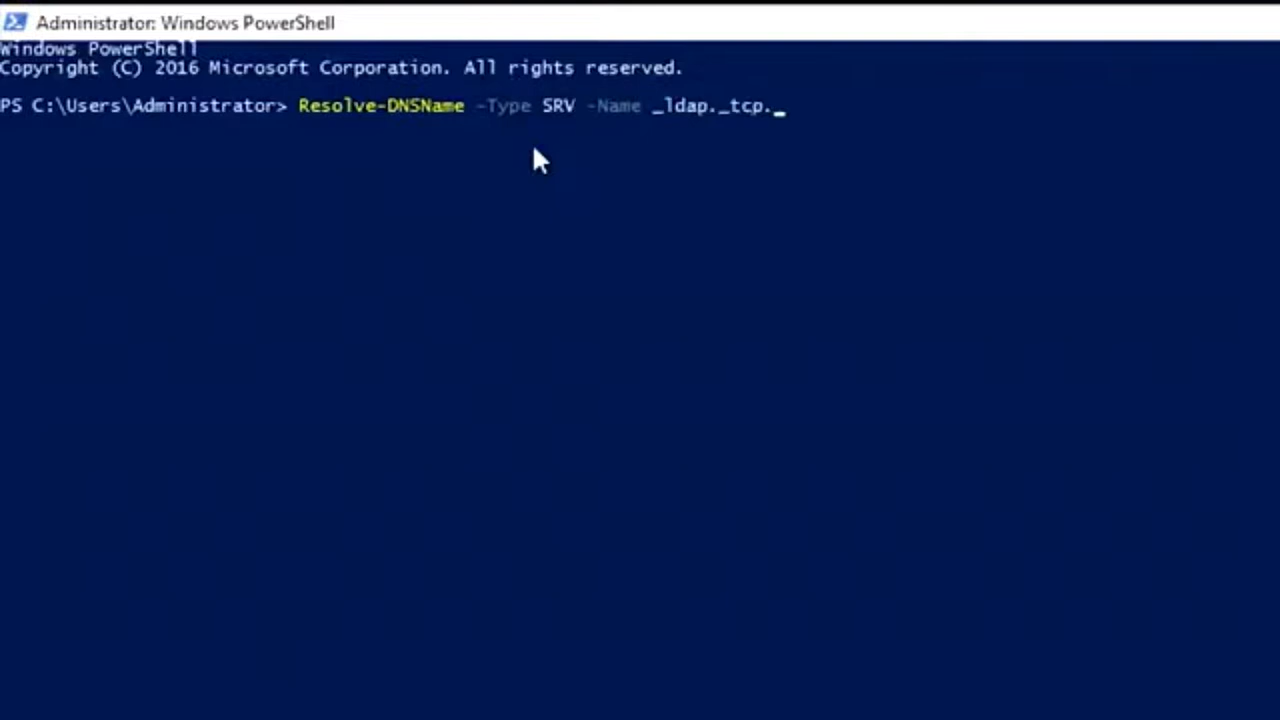 Administrator: Windows PowerShell
Windows PowerShell
Copyright (C) 2016 Microsoft Corporation. All rights reserved.
PS C:\Users\Administrator> Resolve-DNSName -Type SRV -Name _ldap._tcp._